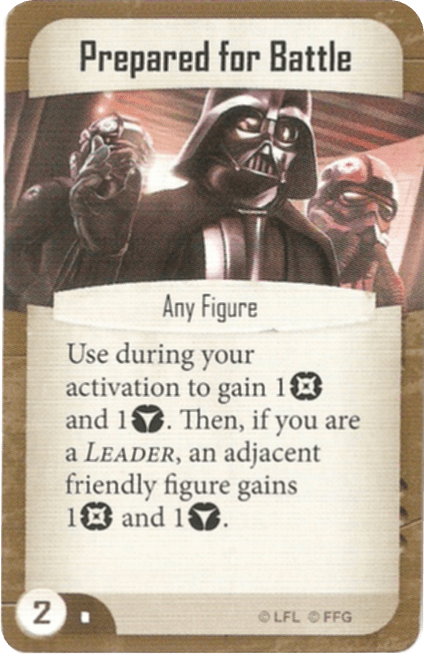 Prepared for Battle
Any Figure
Use during your
activation to gain 1
and 1. Then, if you are
a LEADER, an adjacent
friendly figure gains
1 and 1.
2
© LFL © FFG